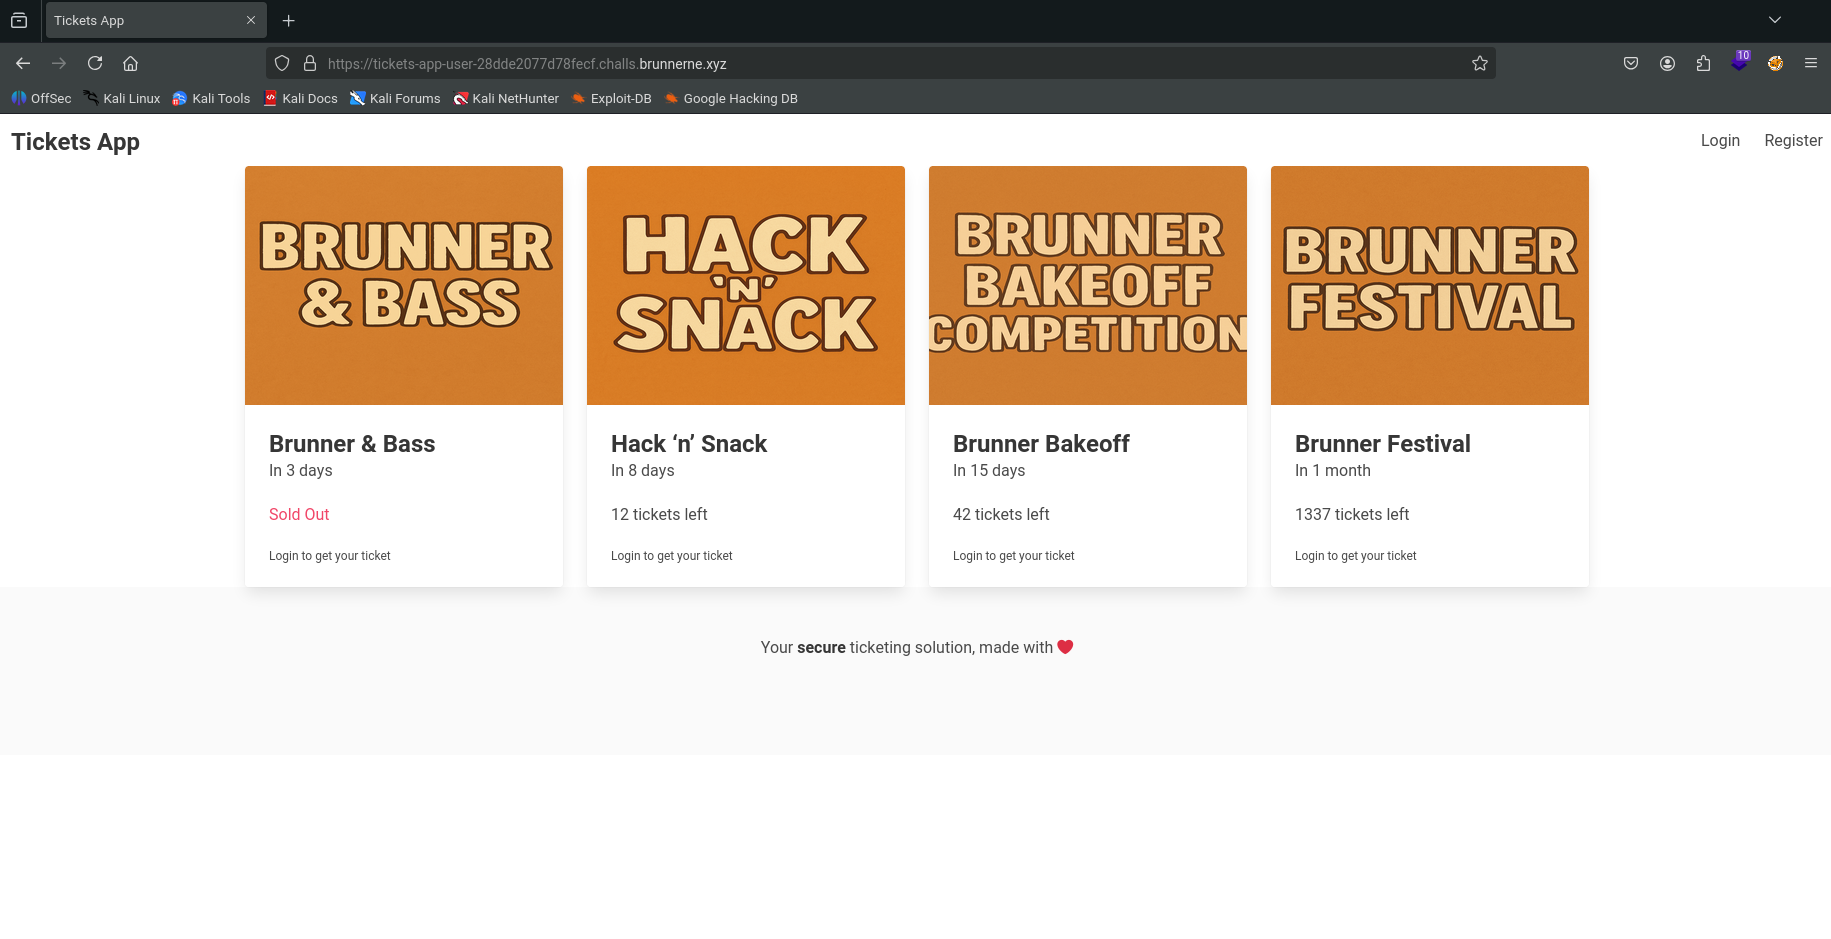 Tickets App
https://tickets-app-user-28dde2077d78fecf.challs.brunnerne.xyz
10
OffSec Kali Linux Kali Tools Kali Docs Kali Forums Kali NetHunter Exploit-DB Google Hacking DB
Tickets App
Login Register
BRUNNER
& BASS
HACK
'N'
SNACK
BRUNNER
BAKEOFF
COMPETITION
BRUNNER
FESTIVAL
Brunner & Bass
In 3 days
Sold Out
Login to get your ticket
Hack ‘n’ Snack
In 8 days
12 tickets left
Login to get your ticket
Brunner Bakeoff
In 15 days
42 tickets left
Login to get your ticket
Brunner Festival
In 1 month
1337 tickets left
Login to get your ticket
Your secure ticketing solution, made with